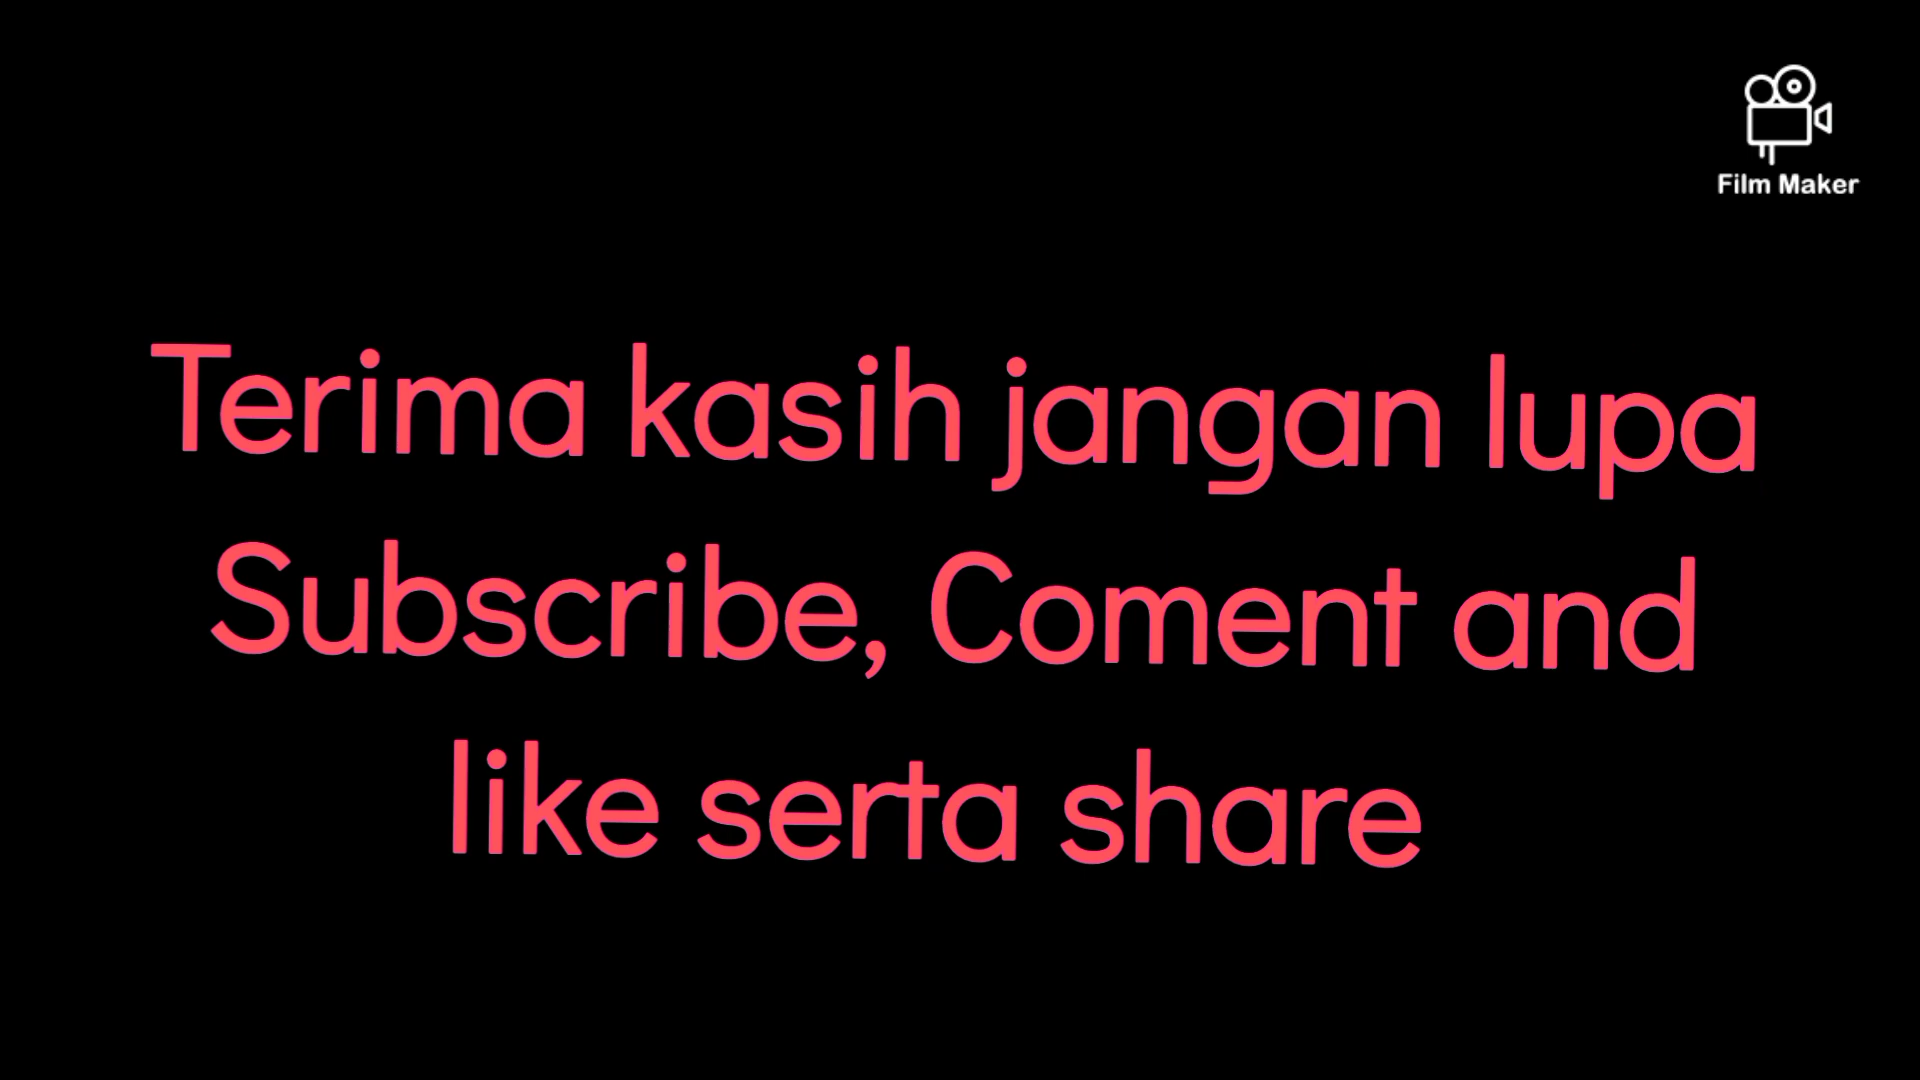 Film Maker
Terima kasih jangan lupa
Subscribe, Coment and
like serta share